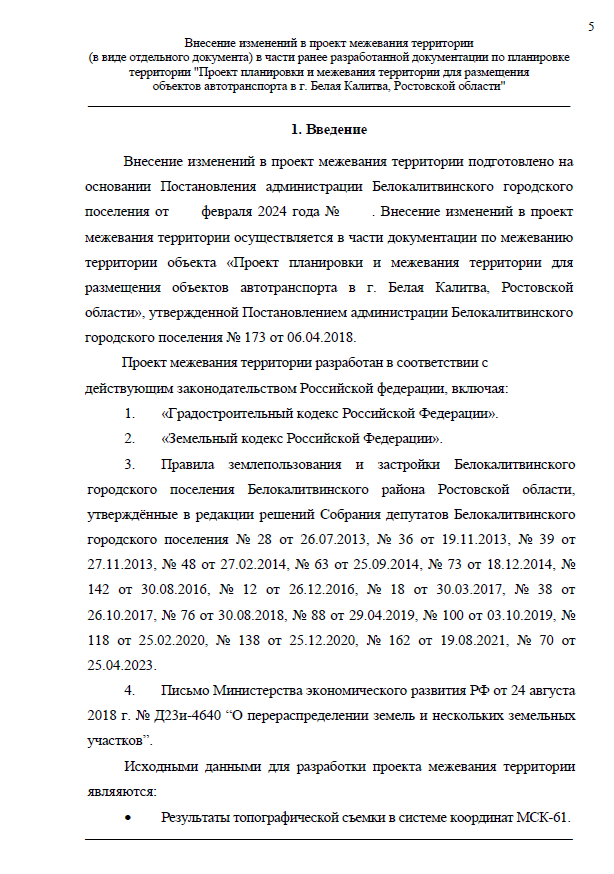 5
Внесение изменений в проект межевания территории
(в виде отдельного документа) в части ранее разработанной документации по планировке
территории "Проект планировки и межевания территории для размещения
объектов автотранспорта в г. Белая Калитва, Ростовской области"
1. Введение
Внесение изменений в проект межевания территории подготовлено на
основании Постановления администрации Белокалитвинского городского
поселения от февраля 2024 года № . Внесение изменений в проект
межевания территории осуществляется в части документации по межеванию
территории объекта «Проект планировки и межевания территории для
размещения объектов автотранспорта в г. Белая Калитва, Ростовской
области», утвержденной Постановлением администрации Белокалитвинского
городского поселения № 173 от 06.04.2018.
Проект межевания территории разработан в соответствии с
действующим законодательством Российской федерации, включая:
1. «Градостроительный кодекс Российской Федерации».
2. «Земельный кодекс Российской Федерации».
3. Правила землепользования и застройки Белокалитвинского
городского поселения Белокалитвинского района Ростовской области,
утверждённые в редакции решений Собрания депутатов Белокалитвинского
городского поселения № 28 от 26.07.2013, № 36 от 19.11.2013, № 39 от
27.11.2013, № 48 от 27.02.2014, № 63 от 25.09.2014, № 73 от 18.12.2014, №
142 от 30.08.2016, № 12 от 26.12.2016, № 18 от 30.03.2017, № 38 от
26.10.2017, № 76 от 30.08.2018, № 88 от 29.04.2019, № 100 от 03.10.2019, №
118 от 25.02.2020, № 138 от 25.12.2020, № 162 от 19.08.2021, № 70 от
25.04.2023.
4. Письмо Министерства экономического развития РФ от 24 августа
2018 г. № Д23и-4640 “О перераспределении земель и нескольких земельных
участков”.
Исходными данными для разработки проекта межевания территории
являяются:
• Результаты топографической съемки в системе координат МСК-61.